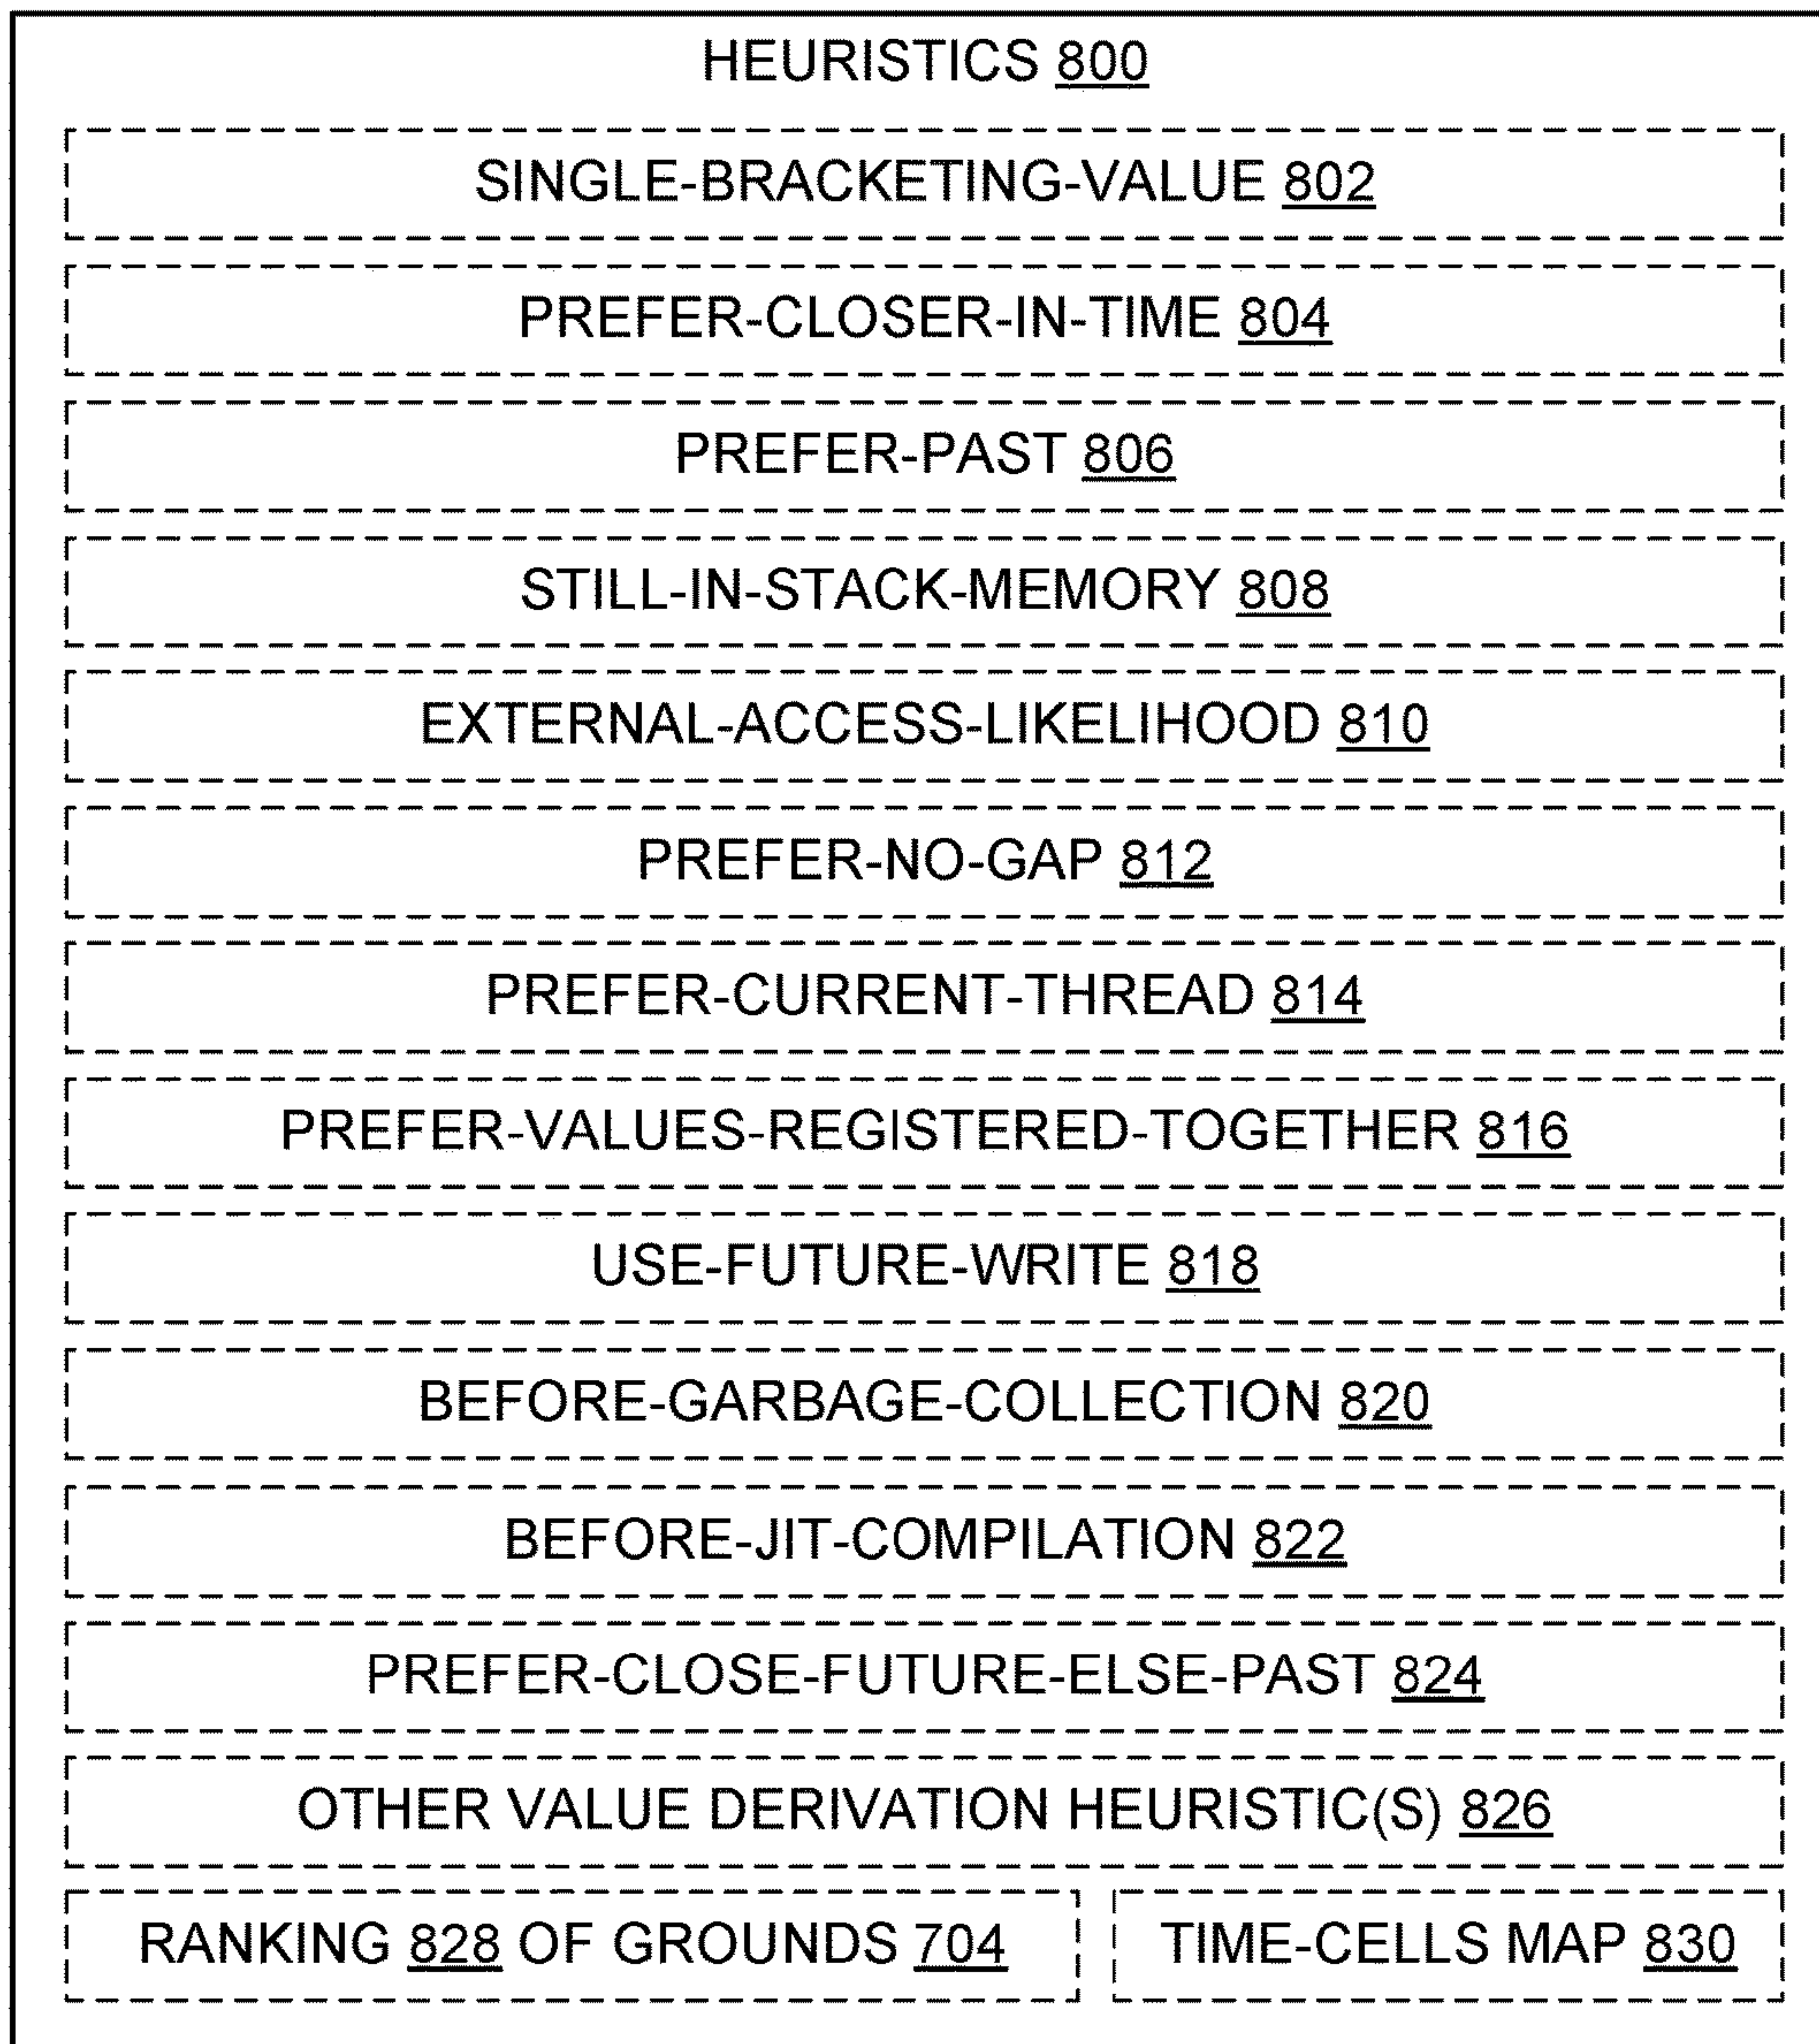 HEURISTICS 800
SINGLE-BRACKETING-VALUE 802
PREFER-CLOSER-IN-TIME 804
PREFER-PAST 806
STILL-IN-STACK-MEMORY 808
EXTERNAL-ACCESS-LIKELIHOOD 810
PREFER-NO-GAP 812
PREFER-CURRENT-THREAD 814
PREFER-VALUES-REGISTERED-TOGETHER 816
USE-FUTURE-WRITE 818
BEFORE-GARBAGE-COLLECTION 820
BEFORE-JIT-COMPILATION 822
PREFER-CLOSE-FUTURE-ELSE-PAST 824
OTHER VALUE DERIVATION HEURISTIC(S) 826
RANKING 828 OF GROUNDS 704
TIME-CELLS MAP 830